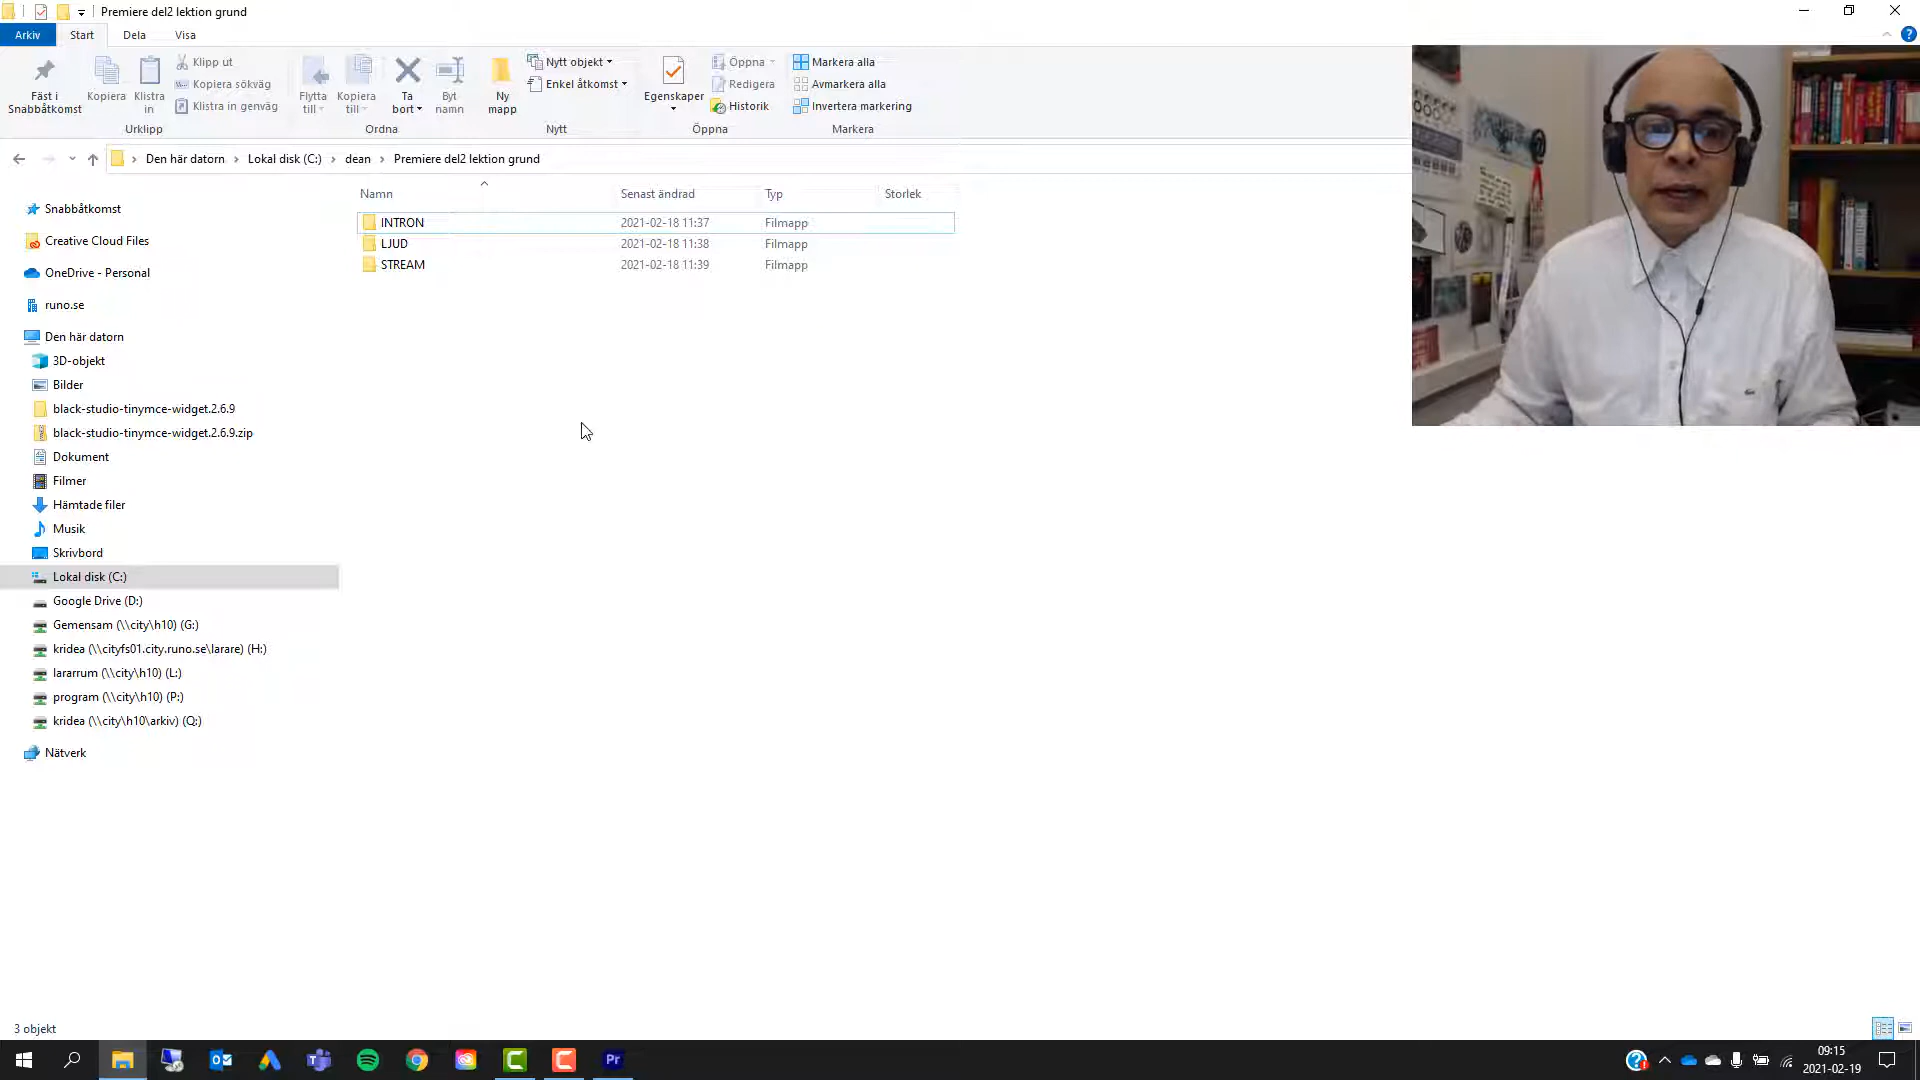 Premiere del2 lektion grund
Arkiv
Start
Dela
Visa
Fäst i
Snabbåtkomst
Kopiera
Klistra
in
Klipp ut
Kopiera sökväg
Klistra in genväg
Urklipp
Flytta
till
Kopiera
till
Ta
bort
Byt
namn
Ordna
Ny
mapp
Nytt objekt
Enkel åtkomst
Nytt
Egenskaper
Öppna
Redigera
Historik
Öppna
Markera alla
Avmarkera alla
Invertera markering
Markera
Den här datorn
Lokal disk (C:)
dean
Premiere del2 lektion grund
Namn
Senast ändrad
Typ
Storlek
INTRON 2021-02-18 11:37 Filmapp
LJUD 2021-02-18 11:38 Filmapp
STREAM 2021-02-18 11:39 Filmapp
Snabbåtkomst
Creative Cloud Files
OneDrive - Personal
runo.se
Den här datorn
3D-objekt
Bilder
black-studio-tinymce-widget.2.6.9
black-studio-tinymce-widget.2.6.9.zip
Dokument
Filmer
Hämtade filer
Musik
Skrivbord
Lokal disk (C:)
Google Drive (D:)
Gemensam (\\city\h10) (G:)
kridea (\\cityfs01.city.runo.se\larare) (H:)
lararrum (\\city\h10) (L:)
program (\\city\h10) (P:)
kridea (\\city\h10\arkiv) (Q:)
Nätverk
3 objekt
Pr
09:15
2021-02-19